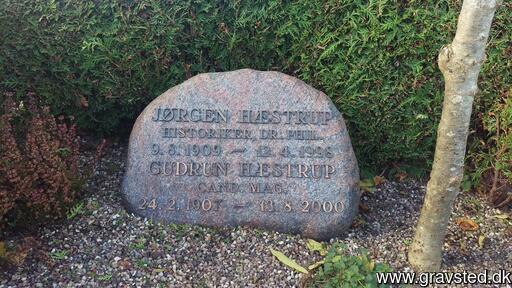 JØRGEN HÆSTRUP
HISTORIKER, DR. PHIL.
9.8.1909 – 12.4.1998
GUDRUN HÆSTRUP
CAND. MAG.
24.2.1907 – 13.8.2000
www.gravsted.dk